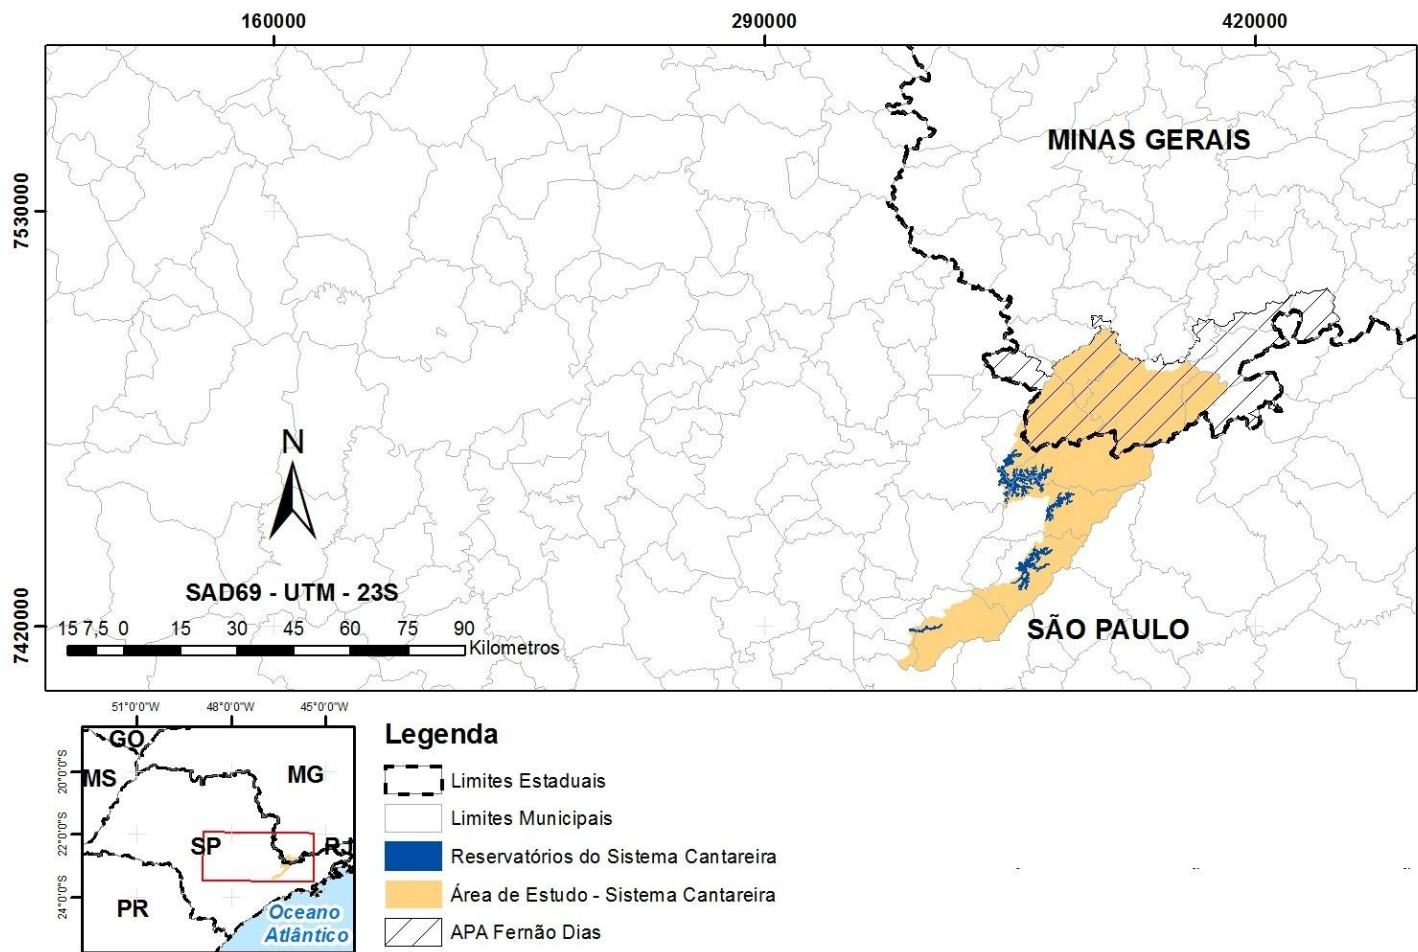 160000 290000 420000
MINAS GERAIS
7530000
N
SAD69 - UTM - 23S
7420000
15 7,5 0 15 30 45 60 75 90
Kilometros
SÃO PAULO
51°0'0"W 48°0'0"W 45°0'0"W
GO
MS
MG
20°0'0"S
22°0'0"S
SP
RJ
24°0'0"S
PR
Oceano
Atlântico
Legenda
Limites Estaduais
Limites Municipais
Reservatórios do Sistema Cantareira
Área de Estudo - Sistema Cantareira
APA Fernão Dias